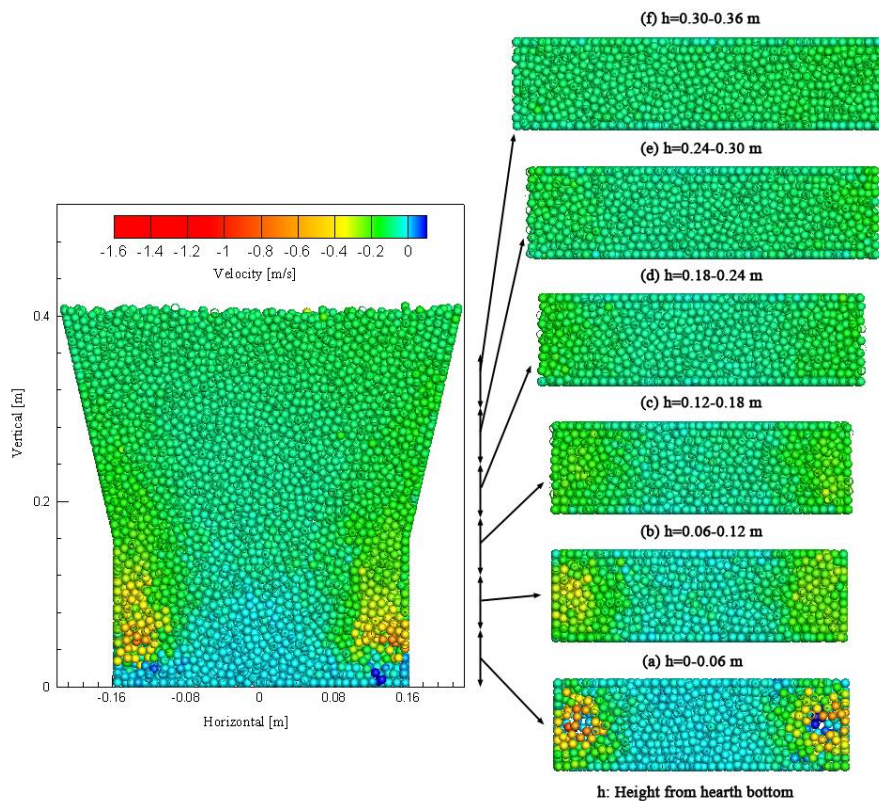 (f) h=0.30-0.36 m
(e) h=0.24-0.30 m
(d) h=0.18-0.24 m
(c) h=0.12-0.18 m
(b) h=0.06-0.12 m
(a) h=0-0.06 m
h: Height from hearth bottom
-1.6 -1.4 -1.2 -1 -0.8 -0.6 -0.4 -0.2 0
Velocity [m/s]
0.4
0.2
0
Vertical [m]
-0.16 -0.08 0 0.08 0.16
Horizontal [m]